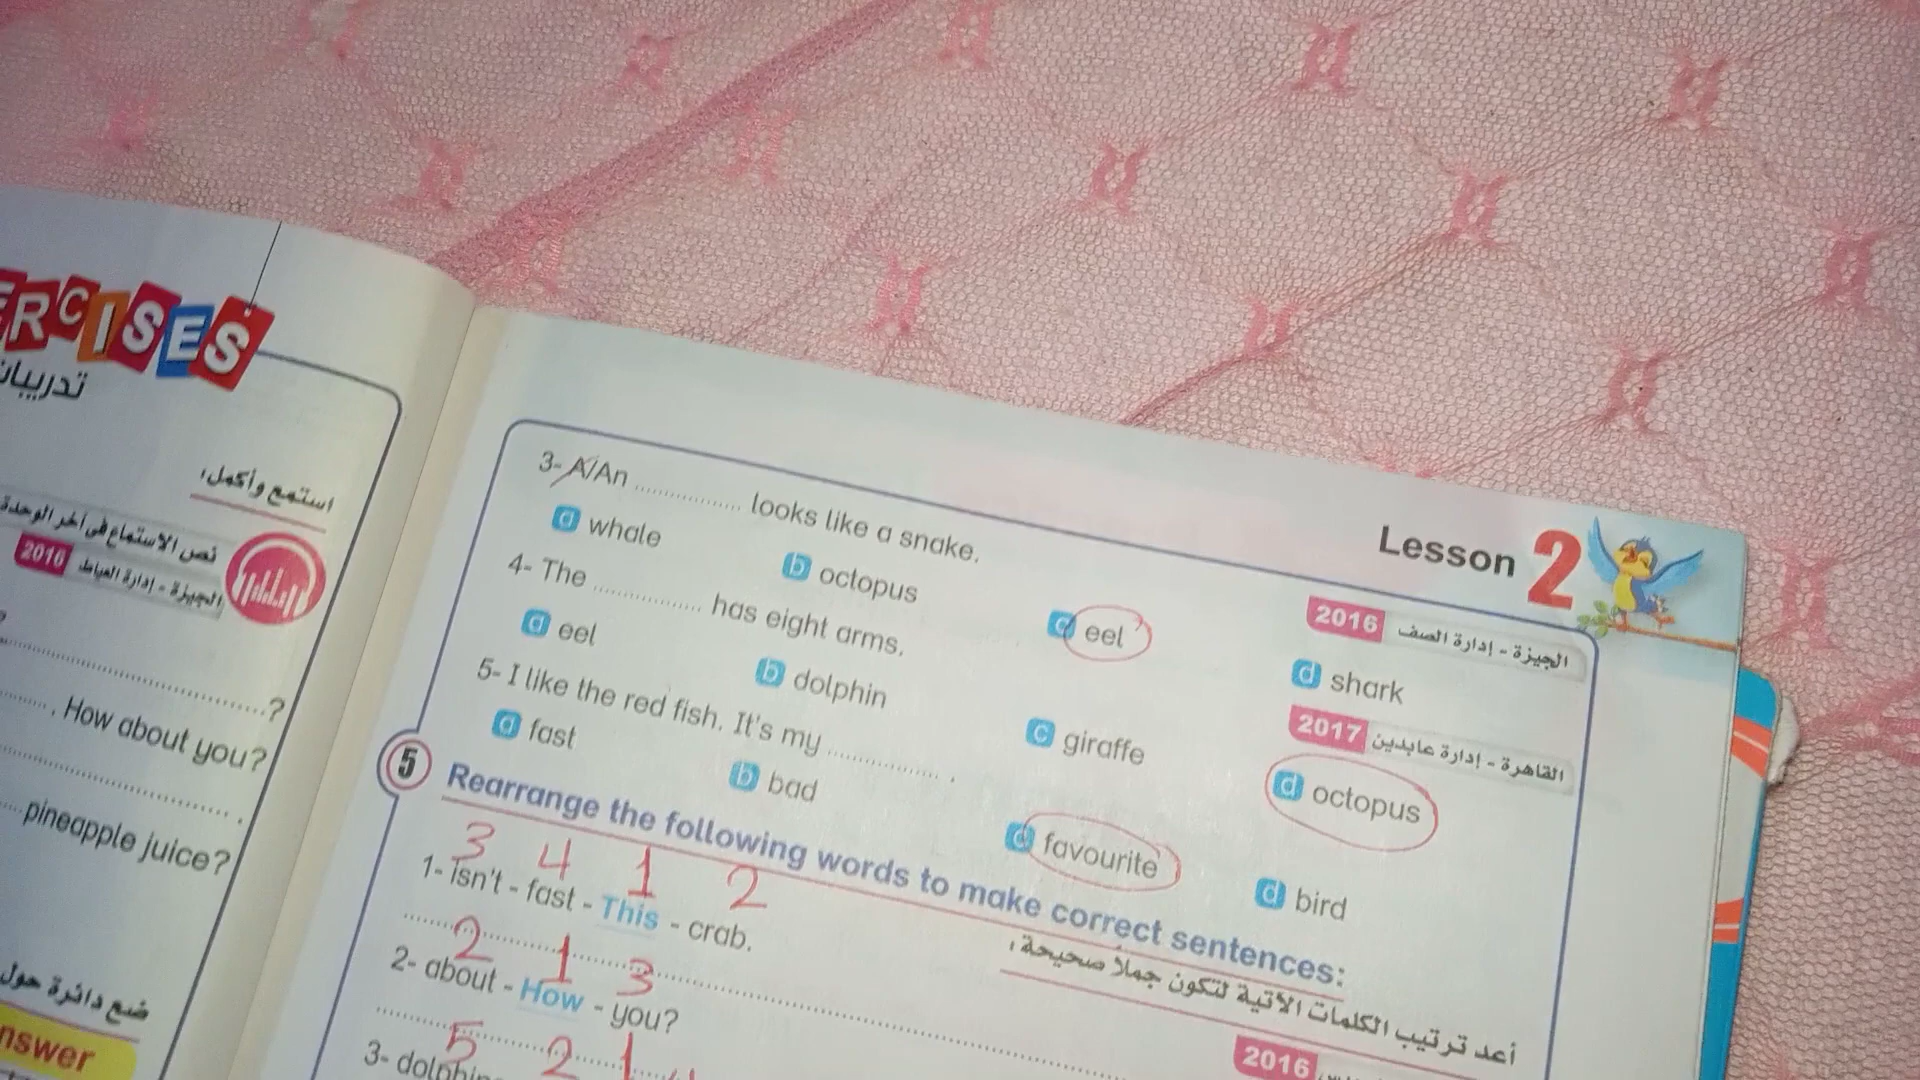 ERCISES
تدريبات
استمع وأكمل،
نص الاستماع في آخر الوحدة
الجيزة - إدارة العياط 2016
?
. How about you?
.
pineapple juice?
ضع دائرة حول
nswer
Lesson 2
3- A/An .......... looks like a snake.
الجيزة - إدارة الصف 2016
a whale b octopus c eel d shark
4- The .......... has eight arms.
القاهرة - إدارة عابدين 2017
a eel b dolphin c giraffe d octopus
5- I like the red fish. It's my .......... .
a fast b bad c favourite d bird
5 Rearrange the following words to make correct sentences:
أعد ترتيب الكلمات الآتية لتكون جملاً صحيحة،
3 4 1 2
1- isn't - fast - This - crab.
2 1 3
2- about - How - you?
2016
5 2 1
3- dolphin